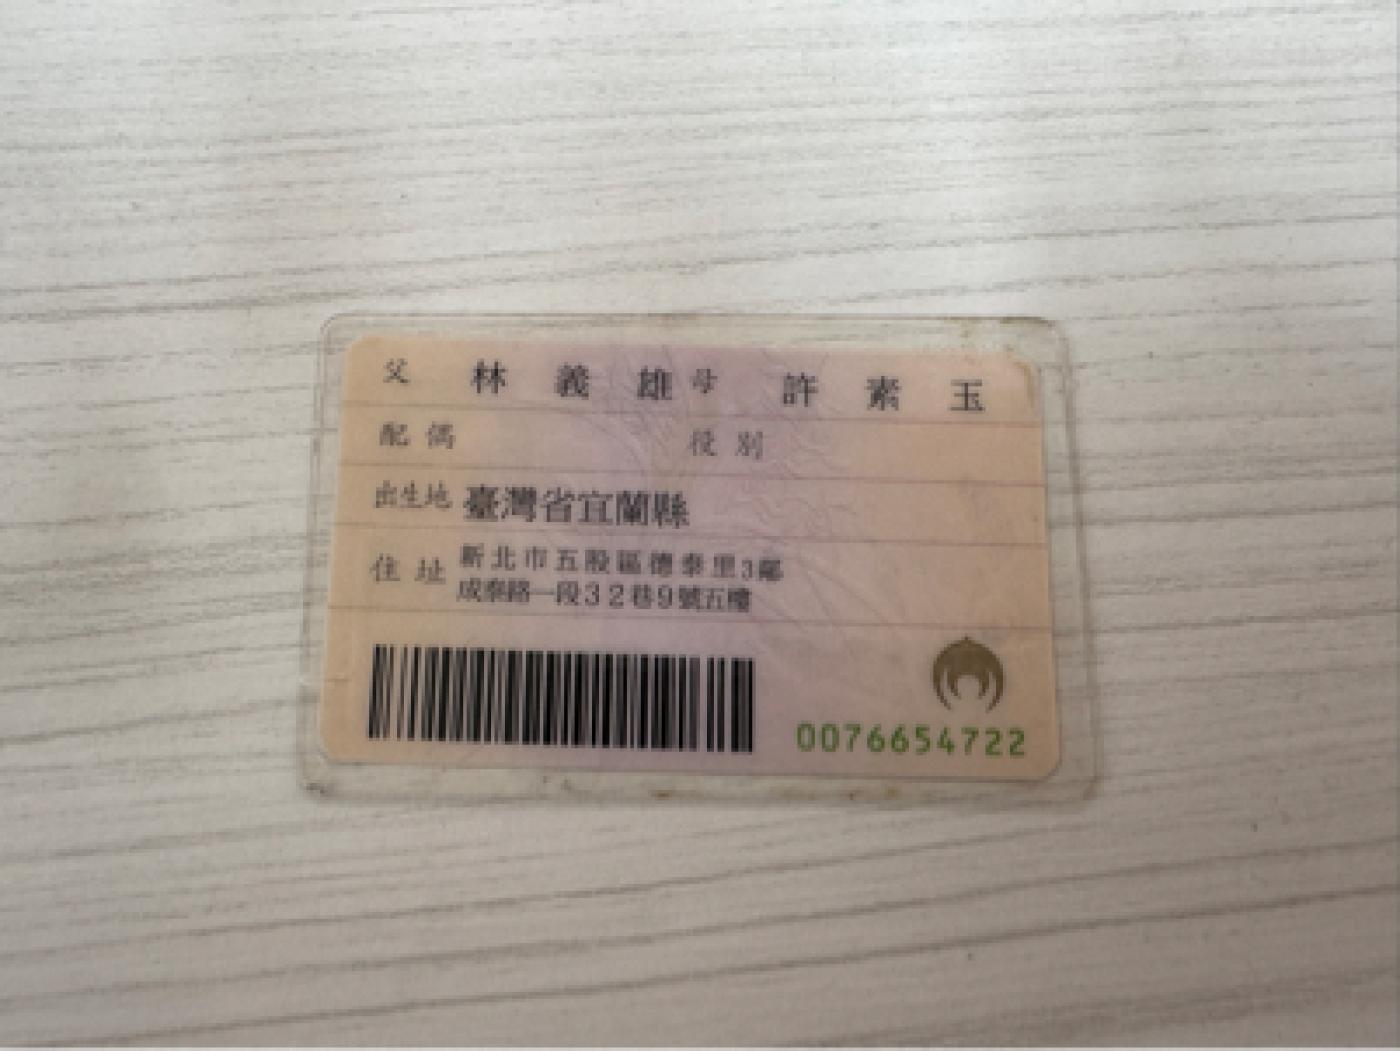 父 林義雄 母 許素玉
配偶 役別
出生地 臺灣省宜蘭縣
住址 新北市五股區德泰里3鄰
成泰路一段32巷9號五樓
0076654722